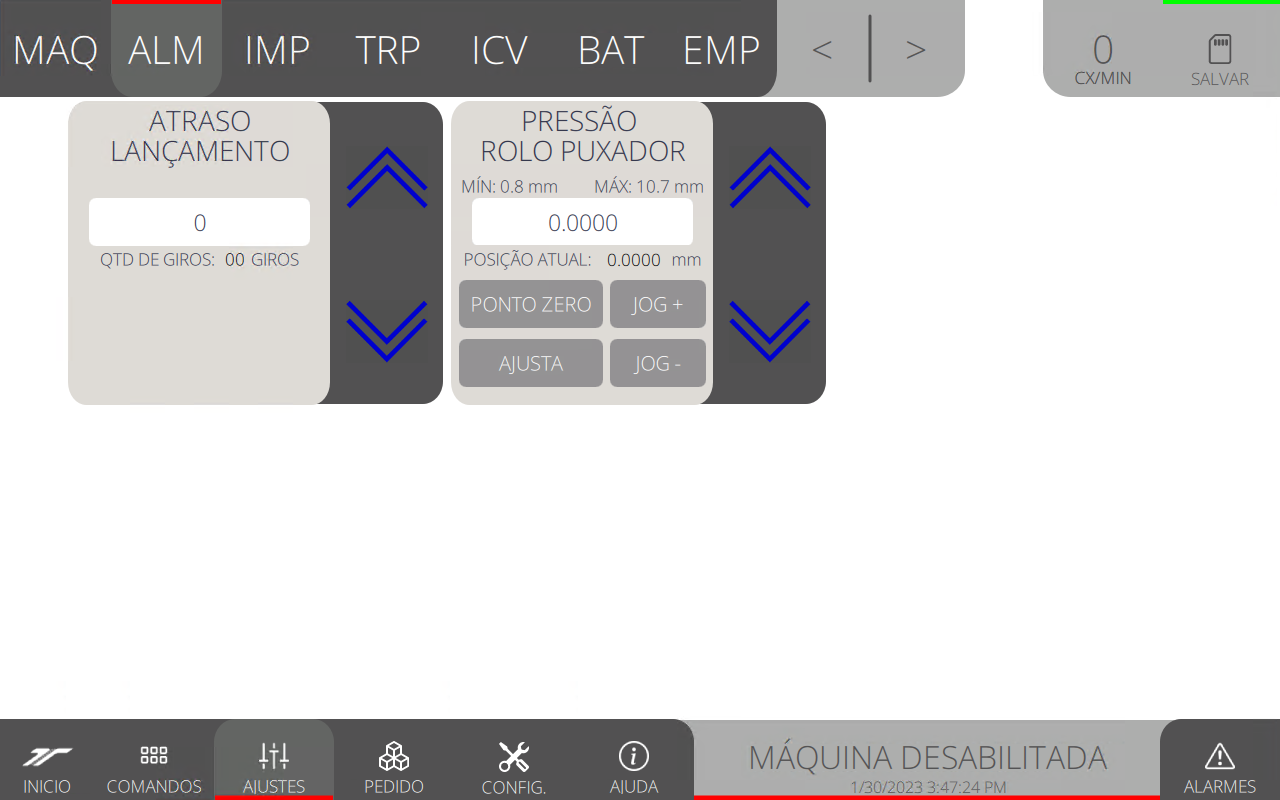 MAQ ALM IMP TRP ICV BAT EMP < >
0
CX/MIN
SALVAR
ATRASO
LANÇAMENTO
0
QTD DE GIROS: 00 GIROS
PRESSÃO
ROLO PUXADOR
MÍN: 0.8 mm MÁX: 10.7 mm
0.0000
POSIÇÃO ATUAL: 0.0000 mm
PONTO ZERO JOG +
AJUSTA JOG -
INICIO COMANDOS AJUSTES PEDIDO CONFIG. AJUDA
MÁQUINA DESABILITADA
1/30/2023 3:47:24 PM
ALARMES